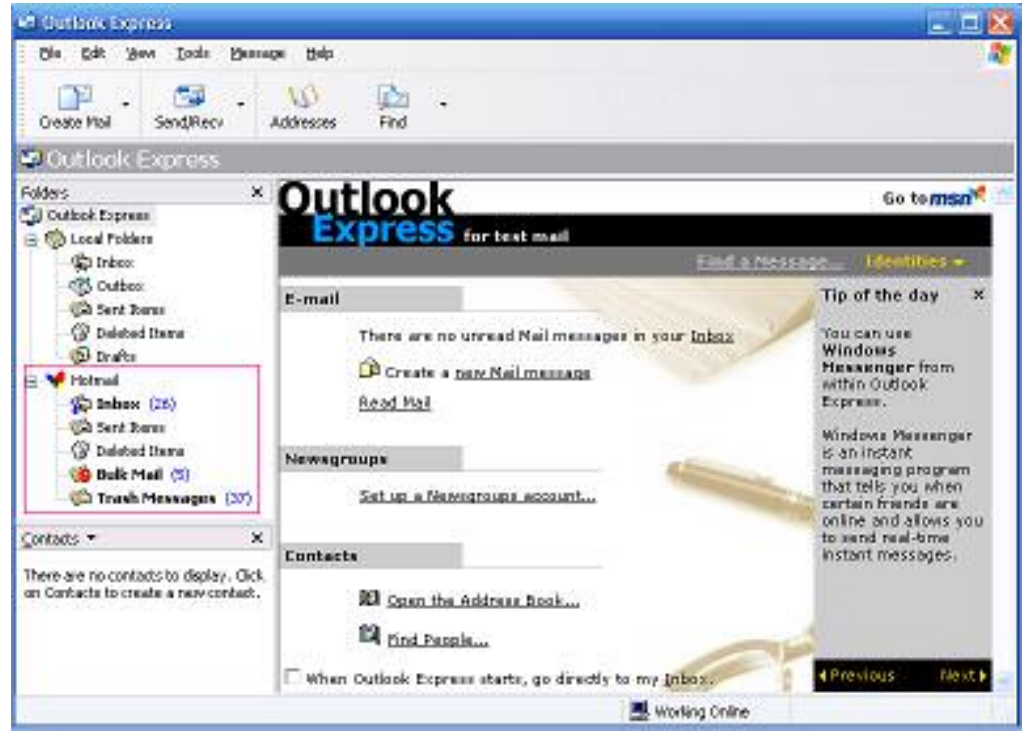 Outlook Express
File Edit View Tools Message Help
Create Mail Send/Recv Addresses Find
Outlook Express
Folders ×
Outlook Express
Local Folders
Inbox
Outbox
Sent Items
Deleted Items
Drafts
Hotmail
Inbox (26)
Sent Items
Deleted Items
Bulk Mail (5)
Trash Messages (37)
Contacts ×
There are no contacts to display. Click
on Contacts to create a new contact.
Outlook
Express for test mail
Go to msn
Find a Message... Identities
E-mail
There are no unread Mail messages in your Inbox
Create a new Mail message
Read Mail
Newsgroups
Set up a Newsgroups account...
Contacts
Open the Address Book...
Find People...
When Outlook Express starts, go directly to my Inbox.
Tip of the day ×
You can use
Windows
Messenger from
within Outlook
Express.
Windows Messenger
is an instant
messaging program
that tells you when
certain friends are
online and allows you
to send real-time
instant messages.
Previous Next
Working Online